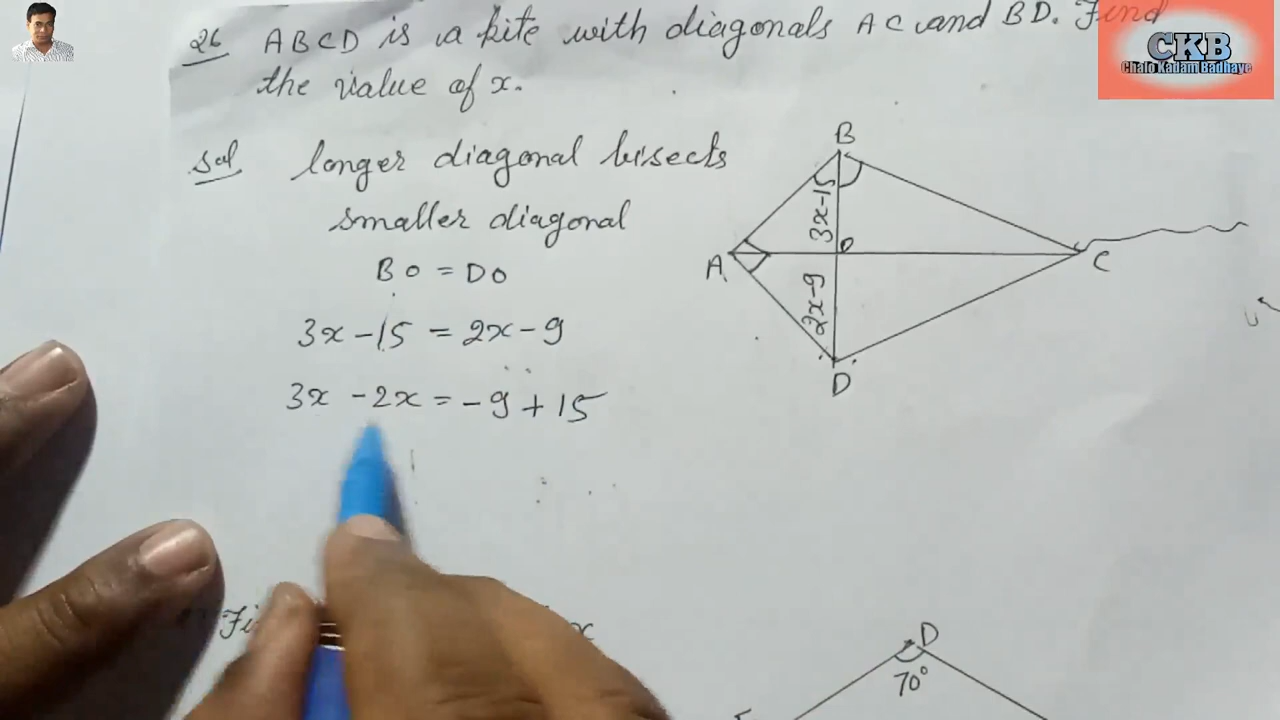 26 ABCD is a kite with diagonals AC and BD. Find
the value of x.
CKB
Chalo Kadam Badhaye
Sol longer diagonal bisects
smaller diagonal
BO = DO
3x - 15 = 2x - 9
3x - 2x = -9 + 15
B
3x-15
A
O
C
2x-9
D
x
D
70°